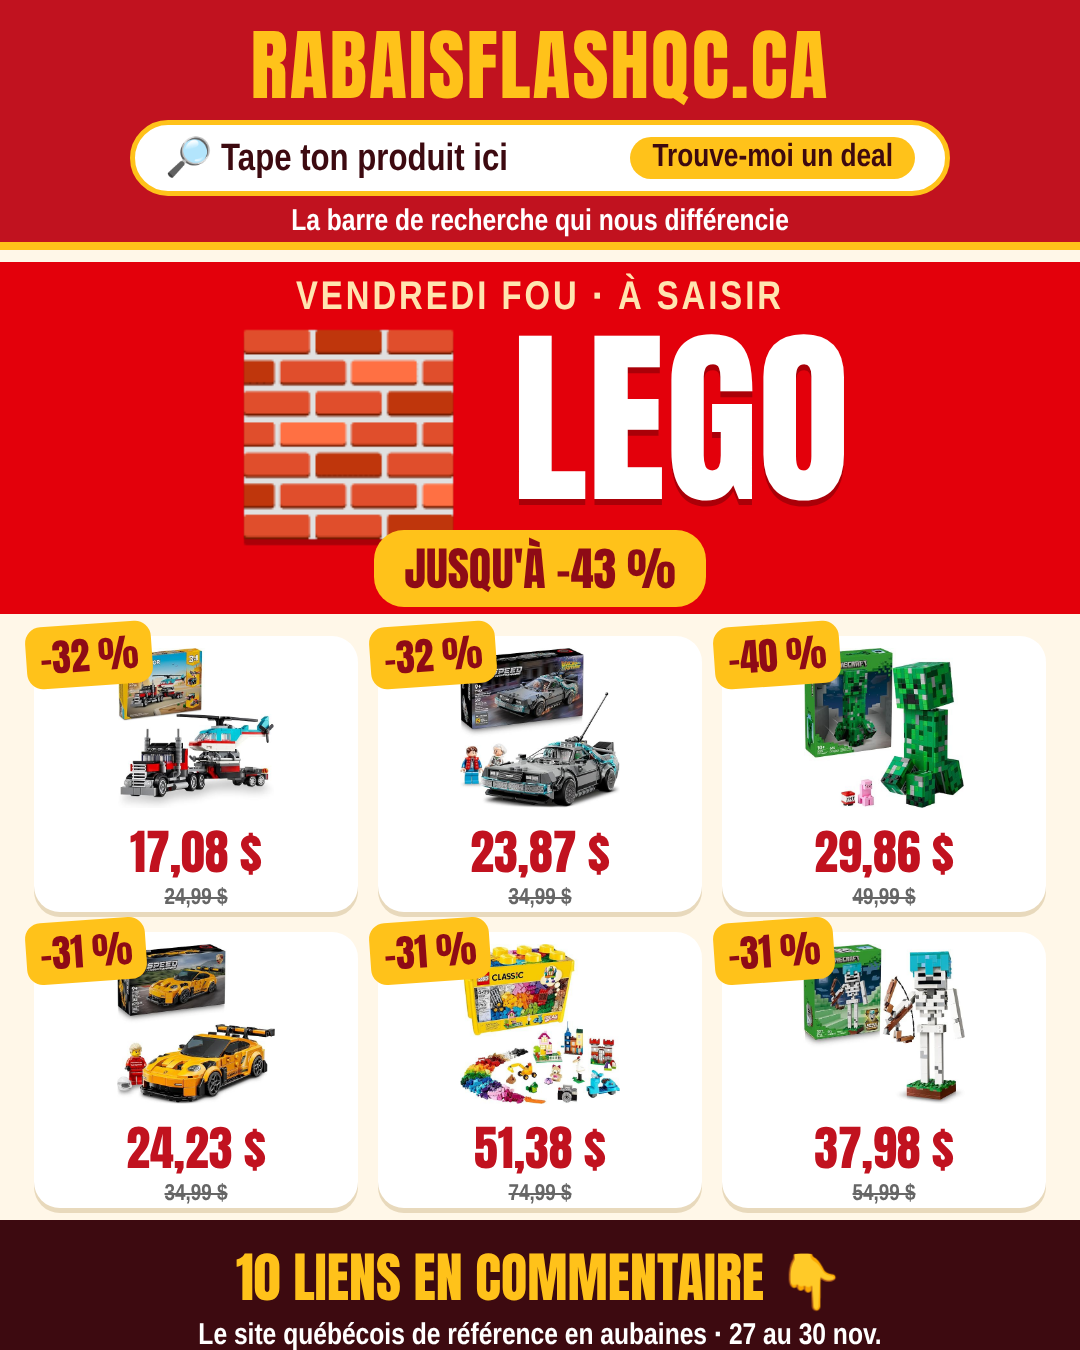 RABAISFLASHQC.CA
Tape ton produit ici
Trouve-moi un deal
La barre de recherche qui nous différencie
VENDREDI FOU · À SAISIR
LEGO
JUSQU'À -43 %
-32 %
17,08 $
24,99 $
-32 %
SPEED
23,87 $
34,99 $
-40 %
29,86 $
49,99 $
-31 %
SPEED
24,23 $
34,99 $
-31 %
CLASSIC
51,38 $
74,99 $
-31 %
37,98 $
54,99 $
10 LIENS EN COMMENTAIRE
Le site québécois de référence en aubaines · 27 au 30 nov.